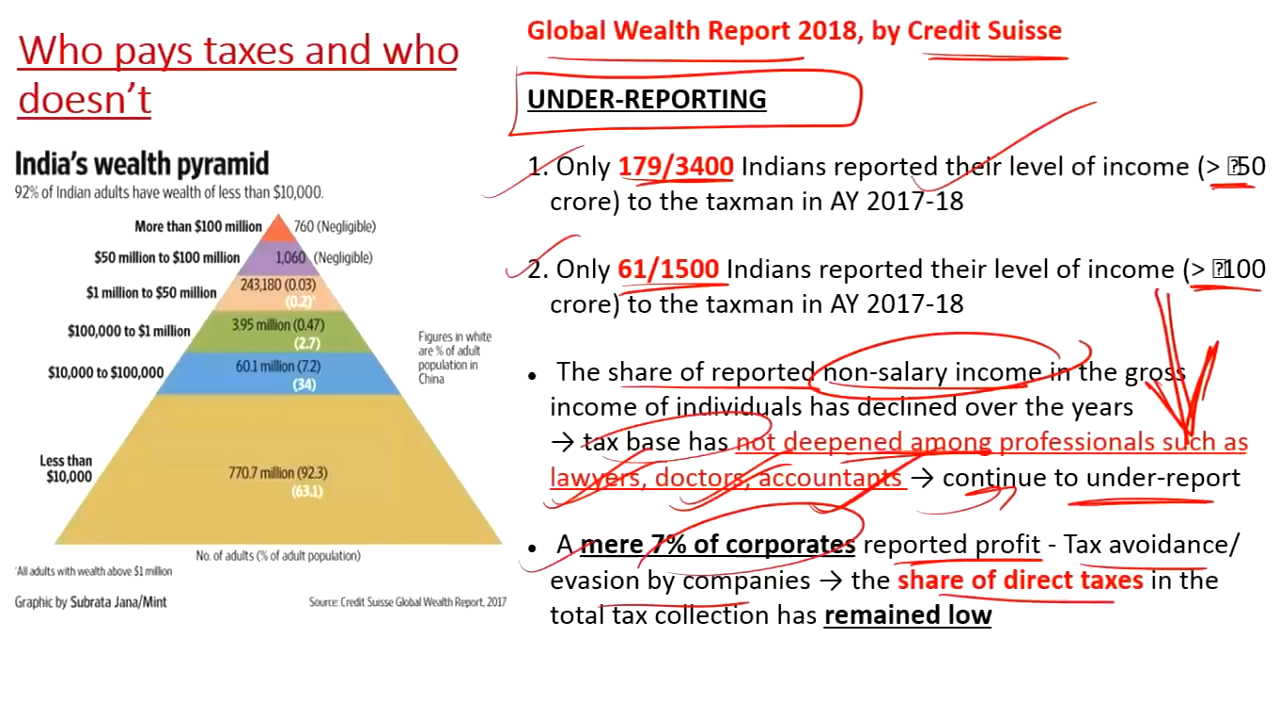 Who pays taxes and who
doesn't
India's wealth pyramid
92% of Indian adults have wealth of less than $10,000.
More than $100 million 760 (Negligible)
$50 million to $100 million 1,060 (Negligible)
$1 million to $50 million 243,180 (0.03)
(0.2)*
$100,000 to $1 million 3.95 million (0.47)
(2.7)
$10,000 to $100,000 60.1 million (7.2)
(34)
Less than
$10,000
770.7 million (92.3)
(63.1)
Figures in white
are % of adult
population in
China
No. of adults (% of adult population)
*All adults with wealth above $1 million
Graphic by Subrata Jana/Mint
Source: Credit Suisse Global Wealth Report, 2017
Global Wealth Report 2018, by Credit Suisse
UNDER-REPORTING
1. Only 179/3400 Indians reported their level of income (> 50
crore) to the taxman in AY 2017-18
2. Only 61/1500 Indians reported their level of income (> 100
crore) to the taxman in AY 2017-18
• The share of reported non-salary income in the gross
income of individuals has declined over the years
→ tax base has not deepened among professionals such as
lawyers, doctors, accountants → continue to under-report
• A mere 7% of corporates reported profit - Tax avoidance/
evasion by companies → the share of direct taxes in the
total tax collection has remained low